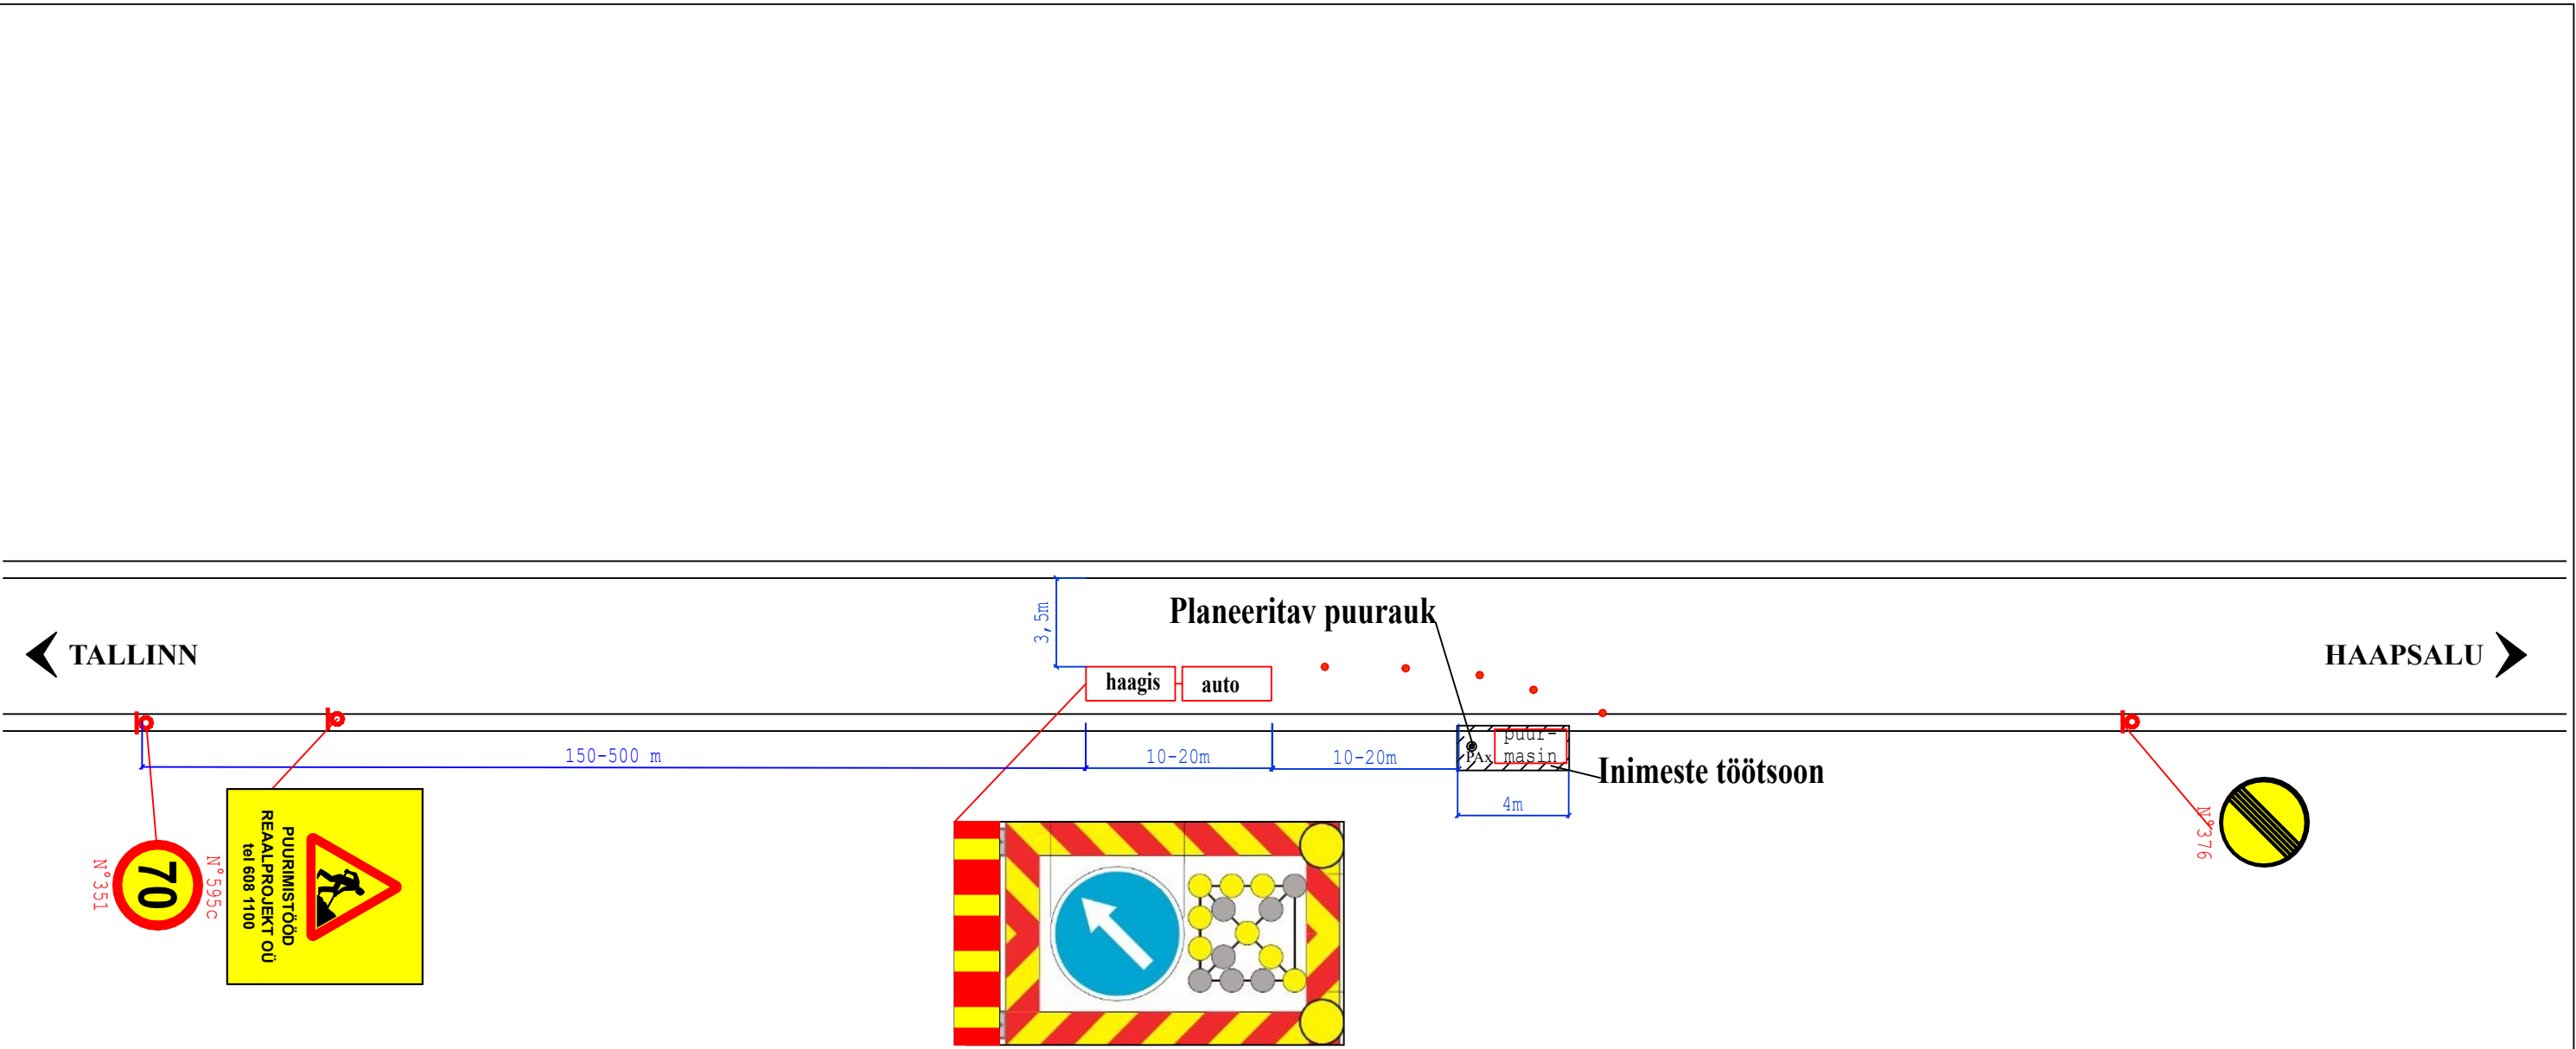 3,5m
Planeeritav puurauk
TALLINN
HAAPSALU
haagis
auto
150-500 m
10-20m
10-20m
puur-
masin
PAx
Inimeste töötsoon
4m
N°351
70
N°595c
PUURIMISTÖÖD
REAALPROJEKT OÜ
tel 608 1100
N°376